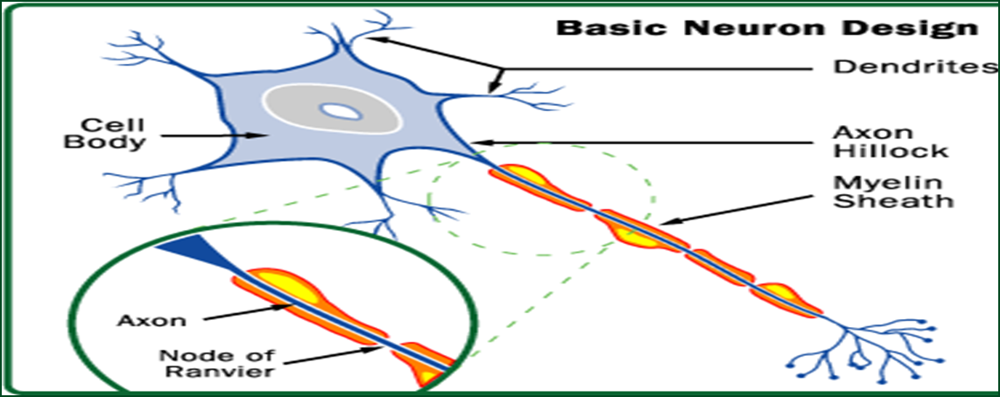 Basic Neuron Design
Dendrites
Cell
Body
Axon
Hillock
Myelin
Sheath
Axon
Node of
Ranvier